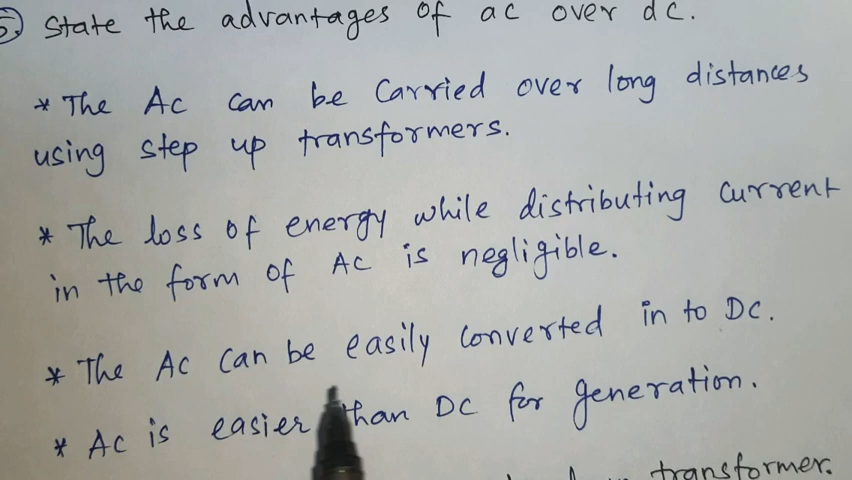 5) State the advantages of ac over dc.
* The AC can be Carried over long distances
using step up transformers.
* The loss of energy while distributing current
in the form of AC is negligible.
* The AC can be easily converted in to DC.
* AC is easier than DC for generation.
transformer.